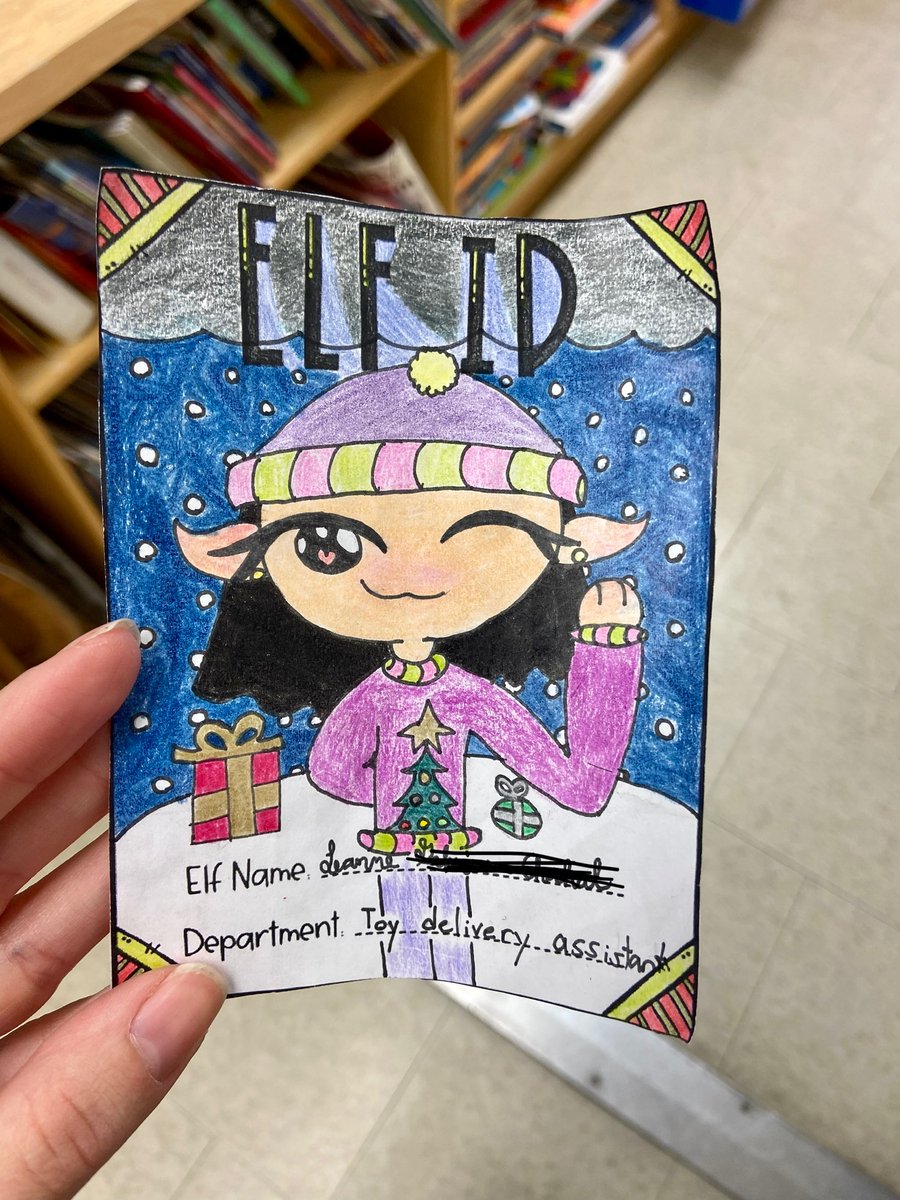 ELF ID
Elf Name: Leanne
Department: Toy delivery assistant